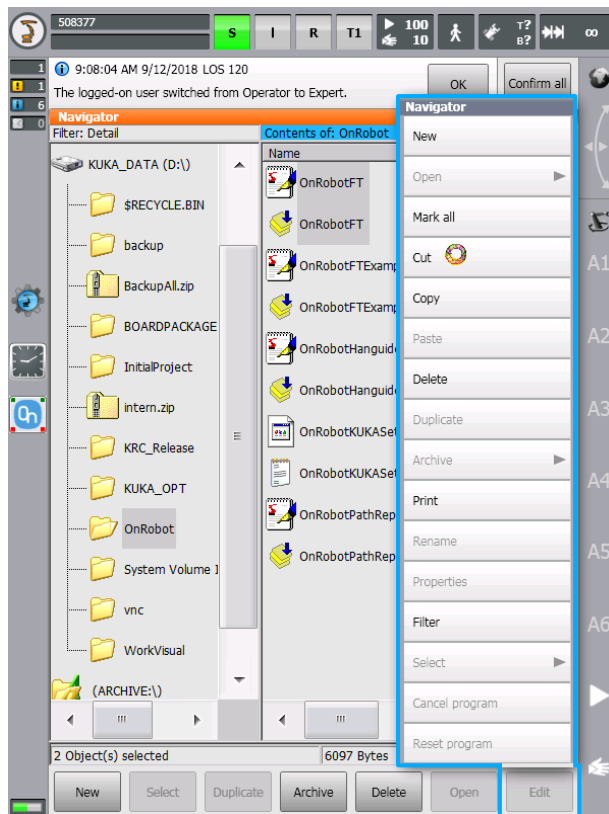 508377
S
I
R
T1
100
10
T?
B?
∞
1
1
6
0
9:08:04 AM 9/12/2018 LOS 120
The logged-on user switched from Operator to Expert.
OK
Confirm all
Navigator
Filter: Detail
Contents of: OnRobot
Name
KUKA_DATA (D:\)
$RECYCLE.BIN
backup
BackupAll.zip
BOARDPACKAGE
InitialProject
intern.zip
KRC_Release
KUKA_OPT
OnRobot
System Volume I
vnc
WorkVisual
(ARCHIVE:\)
OnRobotFT
OnRobotFT
OnRobotFTExamp
OnRobotFTExamp
OnRobotHanguid
OnRobotHanguid
OnRobotKUKASet
OnRobotKUKASet
OnRobotPathRep
OnRobotPathRep
Navigator
New
Open
Mark all
Cut
Copy
Paste
Delete
Duplicate
Archive
Print
Rename
Properties
Filter
Select
Cancel program
Reset program
A1
A2
A3
A4
A5
A6
2 Object(s) selected
6097 Bytes
New
Select
Duplicate
Archive
Delete
Open
Edit